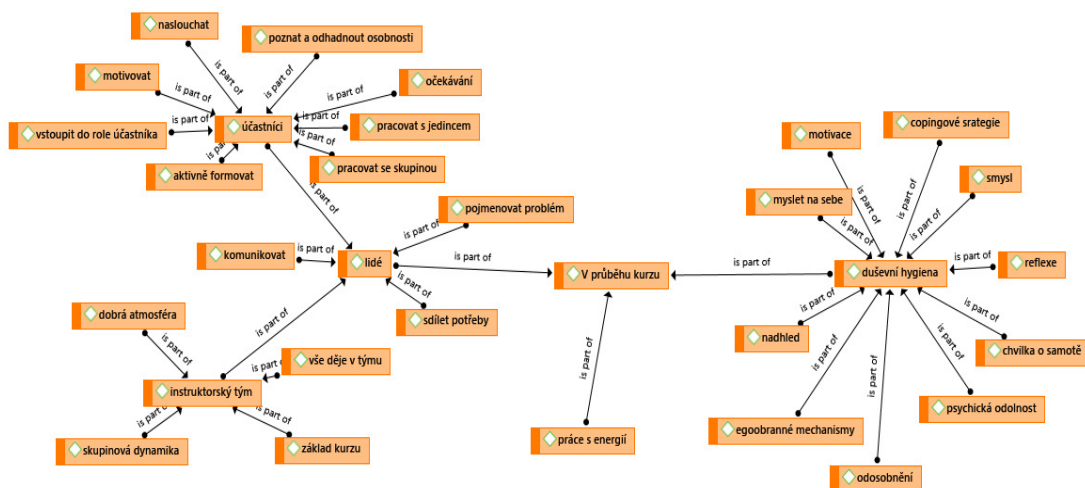 naslouchat
poznat a odhadnout osobnosti
is part of
is part of
motivovat
is part of
očekávání
is part of
vstoupit do role účastníka
is part of
účastníci
is part of
pracovat s jedincem
is part of
pracovat se skupinou
aktivně formovat
is part of
pojmenovat problém
is part of
komunikovat
is part of
lidé
is part of
V průběhu kurzu
is part of
sdílet potřeby
is part of
dobrá atmosféra
is part of
is part of
vše děje v týmu
instruktorský tým
is part of
is part of
skupinová dynamika
základ kurzu
is part of
práce s energií
motivace
copingové srategie
is part of
is part of
smysl
myslet na sebe
is part of
is part of
is part of
duševní hygiena
is part of
reflexe
is part of
nadhled
is part of
chvilka o samotě
is part of
is part of
is part of
psychická odolnost
egoobranné mechanismy
odosobnění